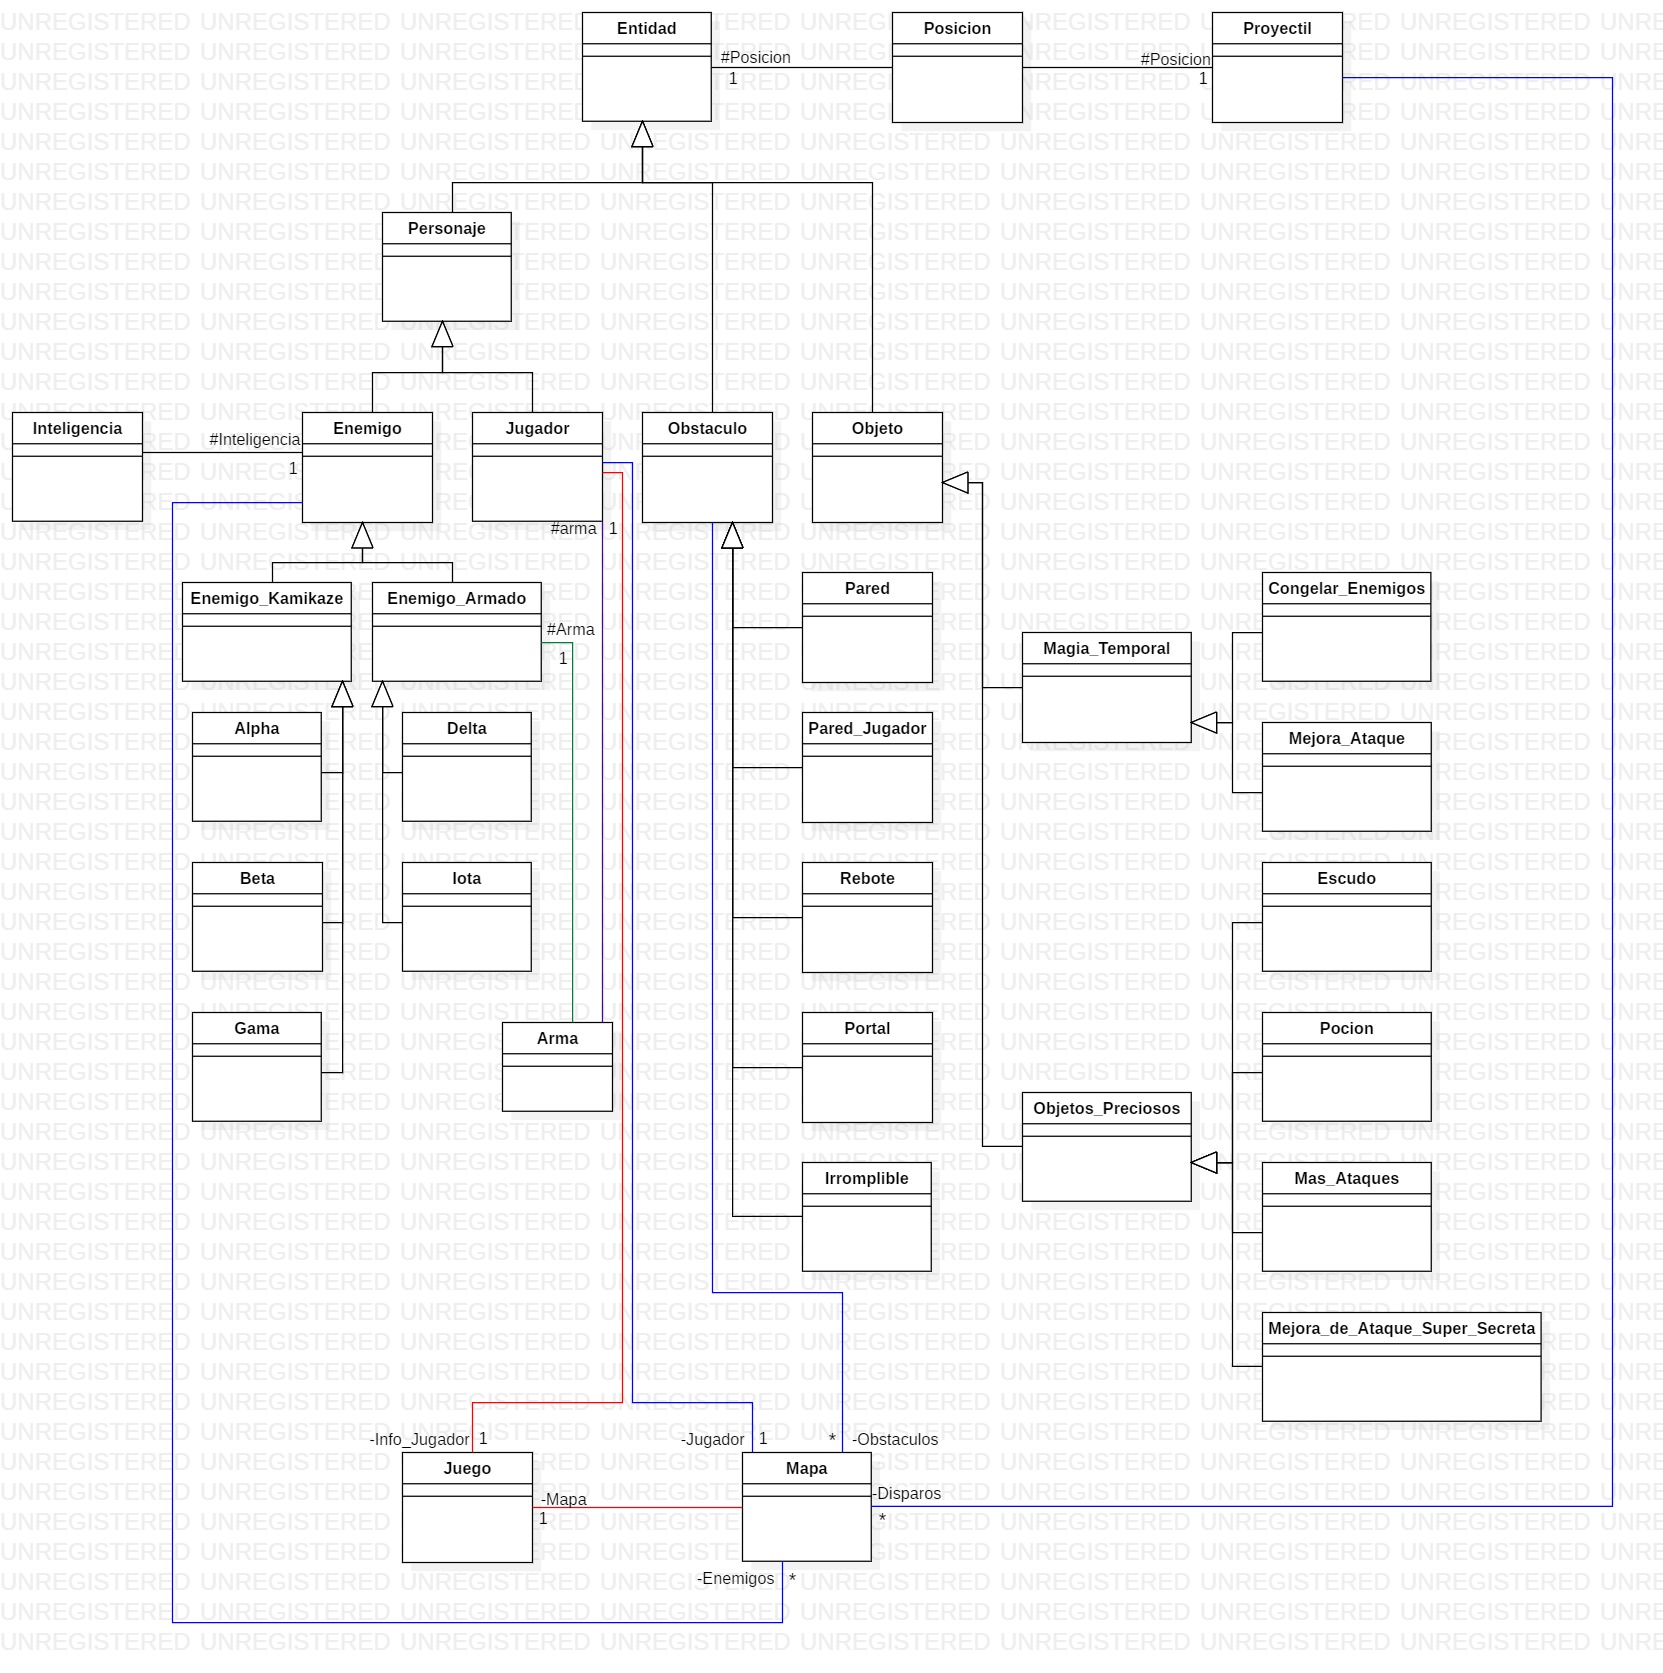 Entidad
Posicion
Proyectil
#Posicion
1
#Posicion
1
Personaje
Inteligencia
#Inteligencia
1
Enemigo
Jugador
Obstaculo
Objeto
#arma 1
Enemigo_Kamikaze
Enemigo_Armado
#Arma
1
Pared
Congelar_Enemigos
Magia_Temporal
Alpha
Delta
Pared_Jugador
Mejora_Ataque
Beta
Iota
Rebote
Escudo
Gama
Arma
Portal
Pocion
Objetos_Preciosos
Irromplible
Mas_Ataques
Mejora_de_Ataque_Super_Secreta
-Info_Jugador 1
-Jugador 1
* -Obstaculos
Juego
Mapa
-Mapa
1
-Disparos
*
-Enemigos *
UNREGISTERED